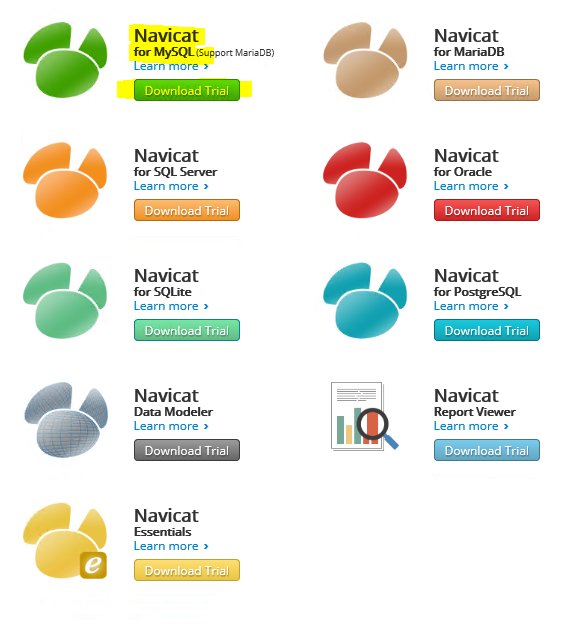 Navicat
for MySQL (Support MariaDB)
Learn more ›
Download Trial
Navicat
for MariaDB
Learn more ›
Download Trial
Navicat
for SQL Server
Learn more ›
Download Trial
Navicat
for Oracle
Learn more ›
Download Trial
Navicat
for SQLite
Learn more ›
Download Trial
Navicat
for PostgreSQL
Learn more ›
Download Trial
Navicat
Data Modeler
Learn more ›
Download Trial
Navicat
Report Viewer
Learn more ›
Download Trial
Navicat
Essentials
Learn more ›
Download Trial
e